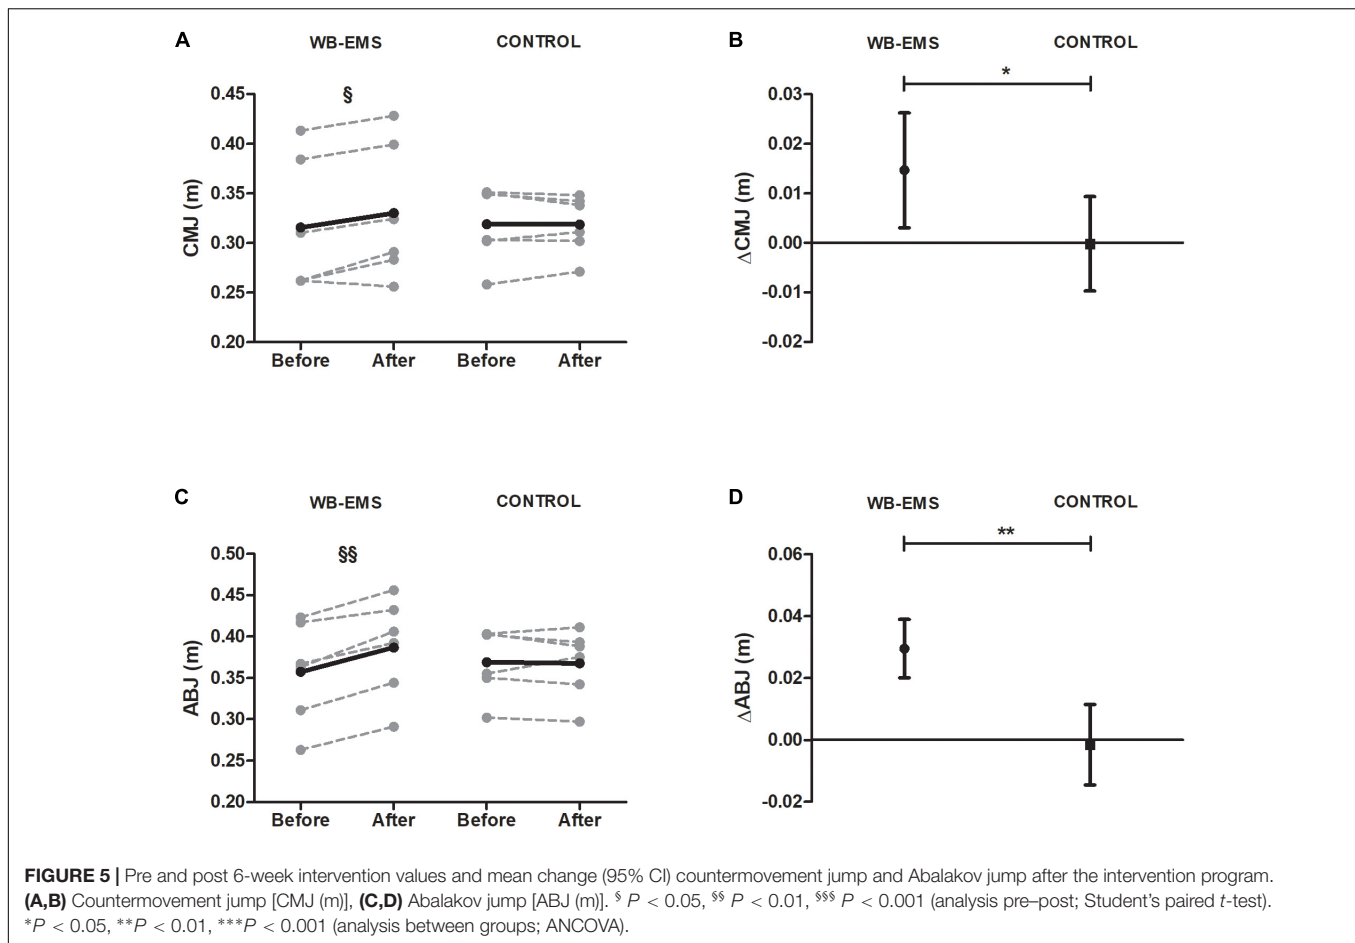 A
WB-EMS
CONTROL
§
0.45
0.40
0.35
0.30
0.25
0.20
CMJ (m)
Before
After
Before
After
B
WB-EMS
CONTROL
*
0.03
0.02
0.01
0.00
-0.01
-0.02
ΔCMJ (m)
C
WB-EMS
CONTROL
§§
0.50
0.45
0.40
0.35
0.30
0.25
0.20
ABJ (m)
Before
After
Before
After
D
WB-EMS
CONTROL
**
0.06
0.04
0.02
0.00
-0.02
ΔABJ (m)
FIGURE 5 | Pre and post 6-week intervention values and mean change (95% CI) countermovement jump and Abalakov jump after the intervention program.
(A,B) Countermovement jump [CMJ (m)], (C,D) Abalakov jump [ABJ (m)]. § P < 0.05, §§ P < 0.01, §§§ P < 0.001 (analysis pre–post; Student's paired t-test).
*P < 0.05, **P < 0.01, ***P < 0.001 (analysis between groups; ANCOVA).